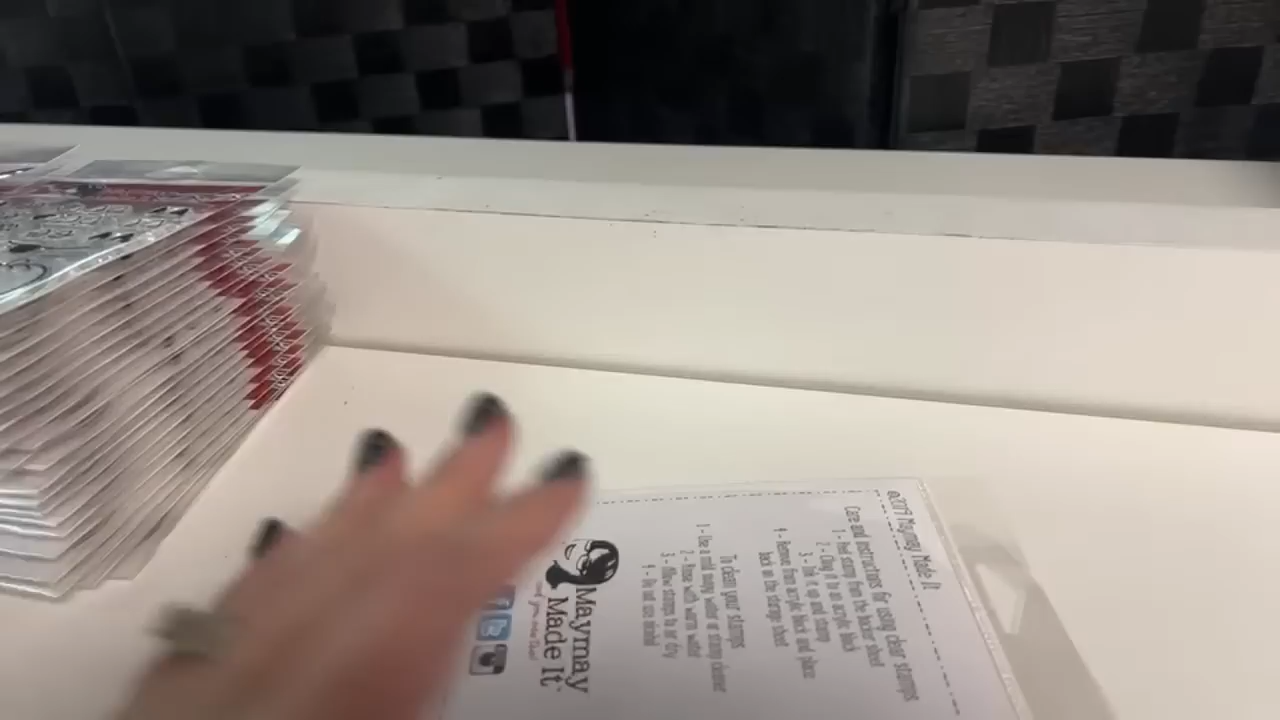 ©2019 Maymay Made It
Care and instructions for using clear stamps
1 - Peel stamp from the backer sheet
2 - Cling it to an acrylic block
3 - Ink up and stamp
4 - Remove from acrylic block and place
back on the storage sheet
To clean your stamps
1 - Use a mild soapy water or stamp cleaner
2 - Rinse with warm water
3 - Allow stamps to air dry
4 - Do not use alcohol
Maymay
Made It